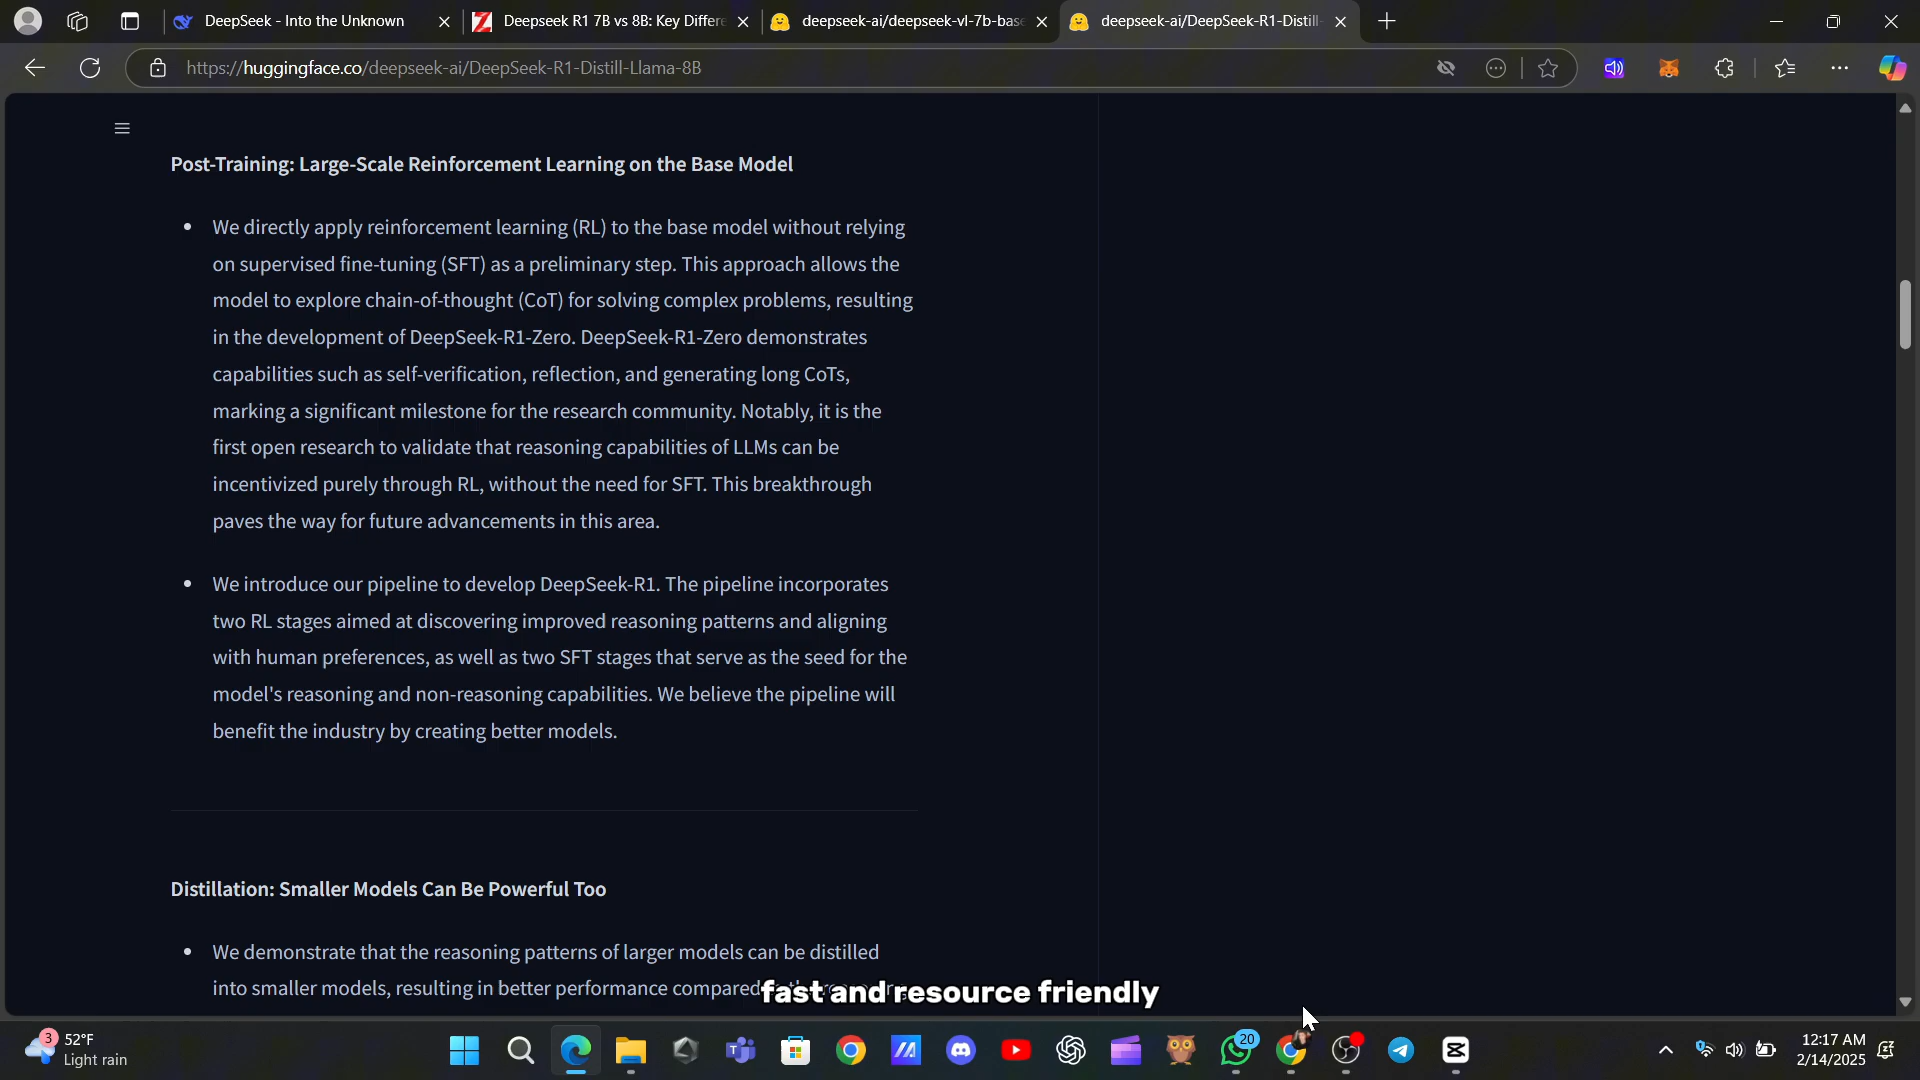 DeepSeek - Into the Unknown
Deepseek R1 7B vs 8B: Key Differe
deepseek-ai/deepseek-vl-7b-base
deepseek-ai/DeepSeek-R1-Distill-
https://huggingface.co/deepseek-ai/DeepSeek-R1-Distill-Llama-8B
Post-Training: Large-Scale Reinforcement Learning on the Base Model
We directly apply reinforcement learning (RL) to the base model without relying
on supervised fine-tuning (SFT) as a preliminary step. This approach allows the
model to explore chain-of-thought (CoT) for solving complex problems, resulting
in the development of DeepSeek-R1-Zero. DeepSeek-R1-Zero demonstrates
capabilities such as self-verification, reflection, and generating long CoTs,
marking a significant milestone for the research community. Notably, it is the
first open research to validate that reasoning capabilities of LLMs can be
incentivized purely through RL, without the need for SFT. This breakthrough
paves the way for future advancements in this area.
We introduce our pipeline to develop DeepSeek-R1. The pipeline incorporates
two RL stages aimed at discovering improved reasoning patterns and aligning
with human preferences, as well as two SFT stages that serve as the seed for the
model's reasoning and non-reasoning capabilities. We believe the pipeline will
benefit the industry by creating better models.
Distillation: Smaller Models Can Be Powerful Too
We demonstrate that the reasoning patterns of larger models can be distilled
into smaller models, resulting in better performance compared
fast and resource friendly
3
52°F
Light rain
20
12:17 AM
2/14/2025